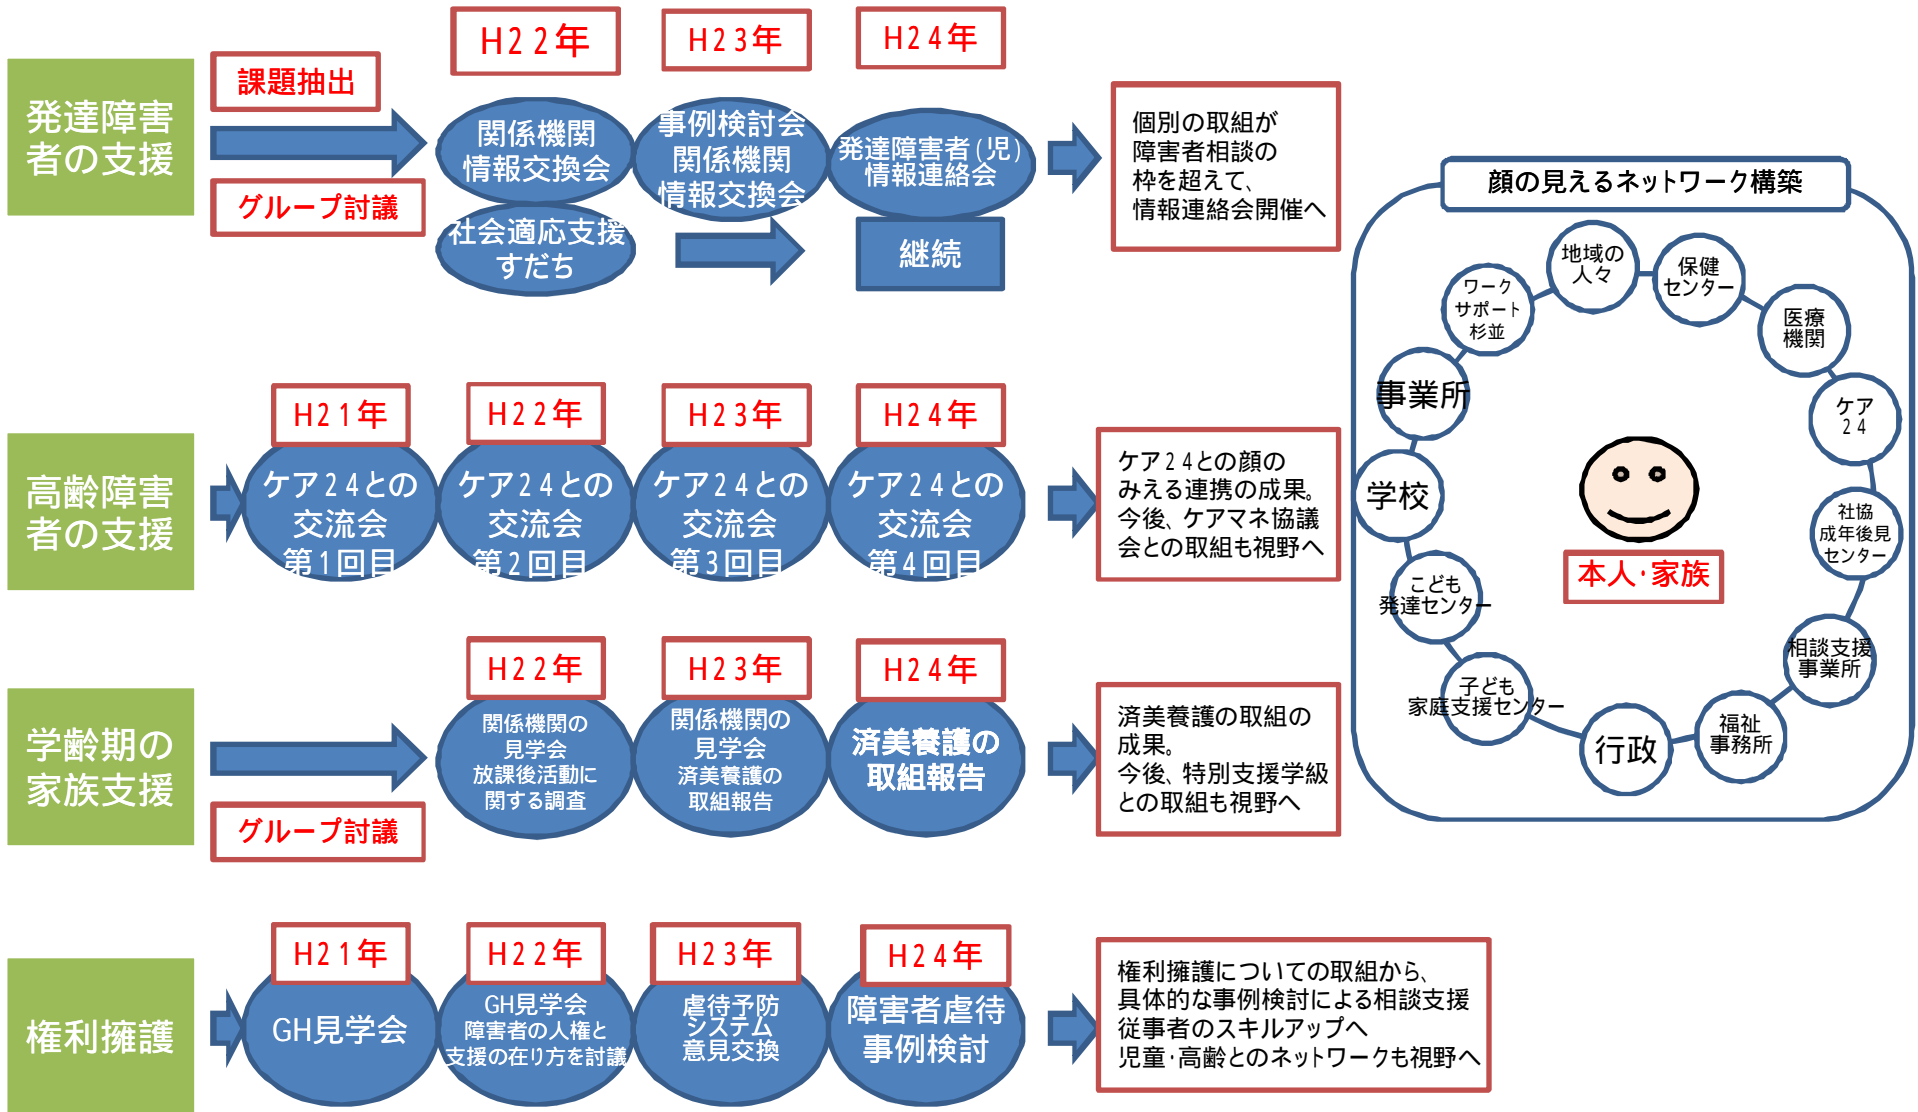 発達障害
者の支援
課題抽出
グループ討議
H22年
H23年
H24年
関係機関
情報交換会
社会適応支援
すだち
事例検討会
関係機関
情報交換会
発達障害者(児)
情報連絡会
継続
個別の取組が
障害者相談の
枠を超えて、
情報連絡会開催へ
高齢障害
者の支援
H21年
H22年
H23年
H24年
ケア24との
交流会
第1回目
ケア24との
交流会
第2回目
ケア24との
交流会
第3回目
ケア24との
交流会
第4回目
ケア24との顔の
みえる連携の成果。
今後、ケアマネ協議
会との取組も視野へ
学齢期の
家族支援
グループ討議
H22年
H23年
H24年
関係機関の
見学会
放課後活動に
関する調査
関係機関の
見学会
済美養護の
取組報告
済美養護の
取組報告
済美養護の取組の
成果。
今後、特別支援学級
との取組も視野へ
権利擁護
H21年
H22年
H23年
H24年
GH見学会
GH見学会
障害者の人権と
支援の在り方を討議
虐待予防
システム
意見交換
障害者虐待
事例検討
権利擁護についての取組から、
具体的な事例検討による相談支援
従事者のスキルアップへ
児童・高齢とのネットワークも視野へ
顔の見えるネットワーク構築
地域の
人々
保健
センター
医療
機関
ケア
24
社協
成年後見
センター
相談支援
事業所
福祉
事務所
行政
子ども
家庭支援センター
こども
発達センター
学校
事業所
ワーク
サポート
杉並
本人・家族